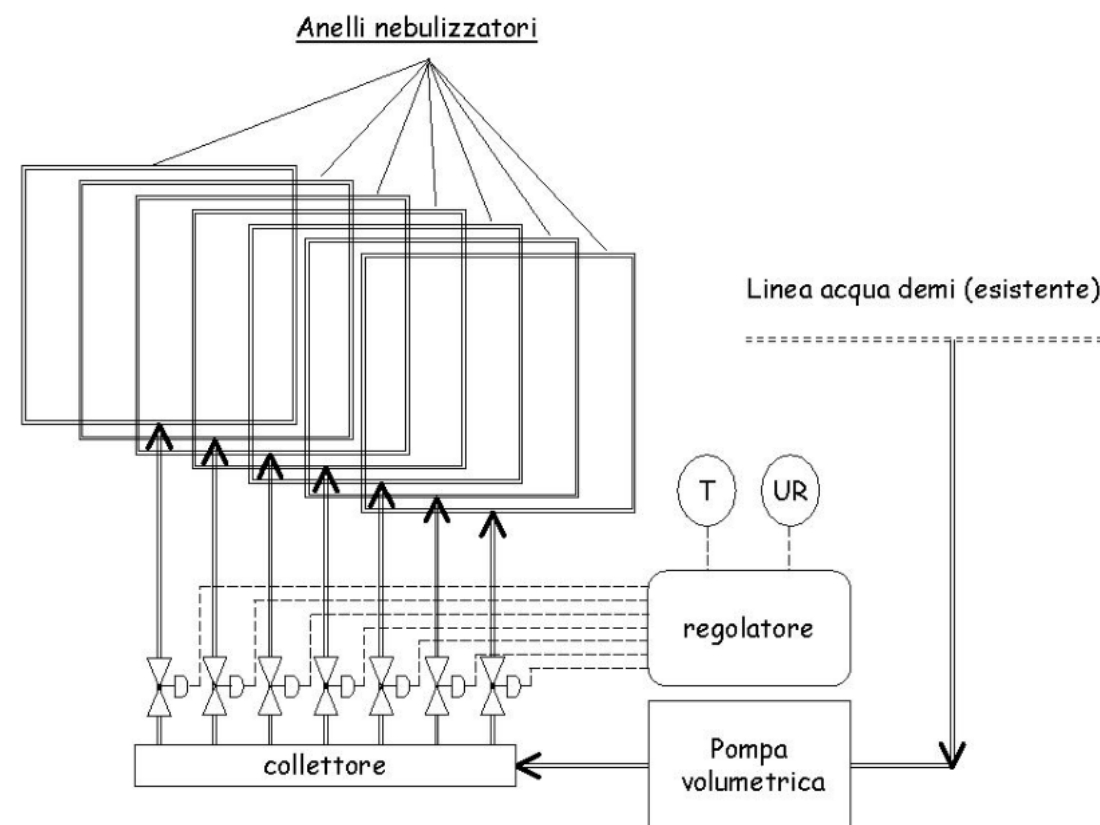 Anelli nebulizzatori
Linea acqua demi (esistente)
T
UR
regolatore
Pompa
volumetrica
collettore